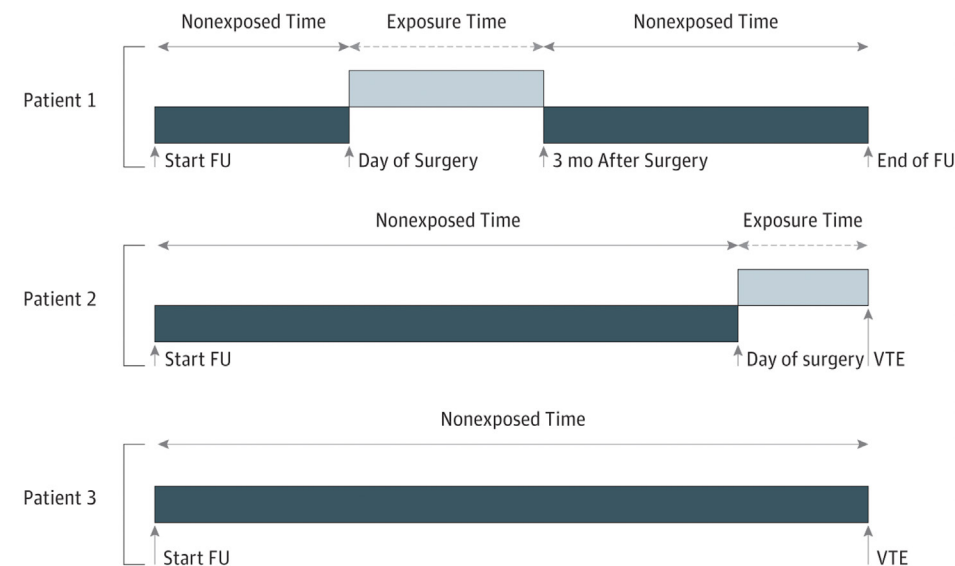 Nonexposed Time Exposure Time Nonexposed Time
Patient 1
Start FU Day of Surgery 3 mo After Surgery End of FU
Nonexposed Time Exposure Time
Patient 2
Start FU Day of surgery VTE
Nonexposed Time
Patient 3
Start FU VTE